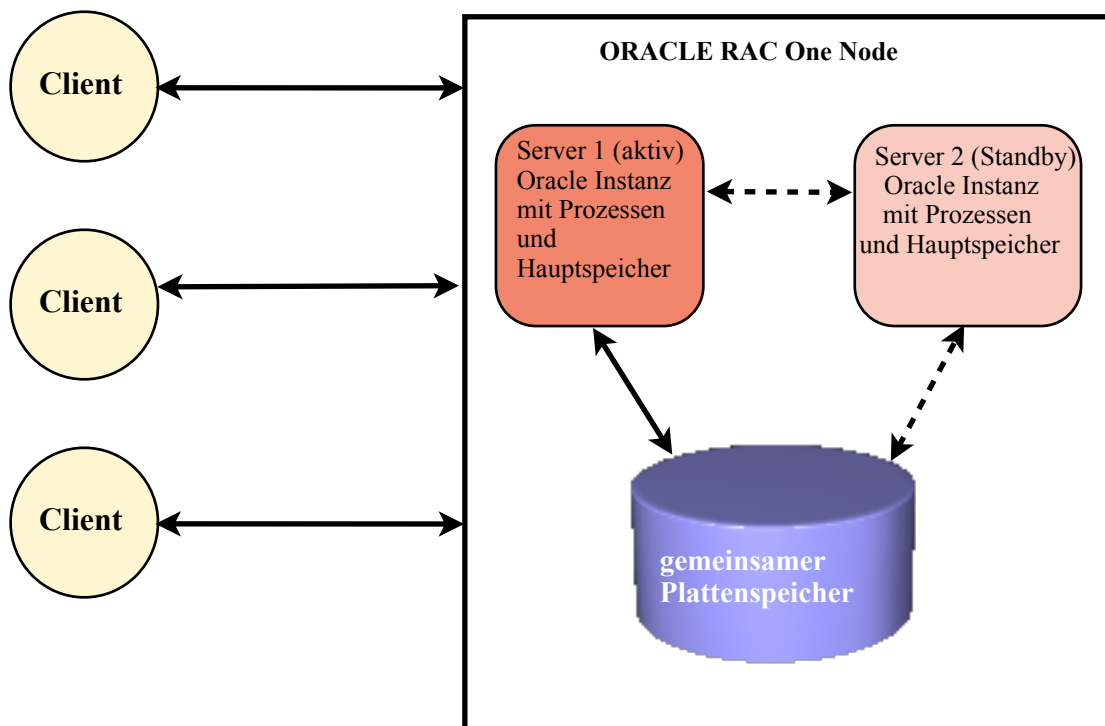 ORACLE RAC One Node
Client
Client
Client
Server 1 (aktiv)
Oracle Instanz
mit Prozessen
und
Hauptspeicher
Server 2 (Standby)
Oracle Instanz
mit Prozessen
und Hauptspeicher
gemeinsamer
Plattenspeicher